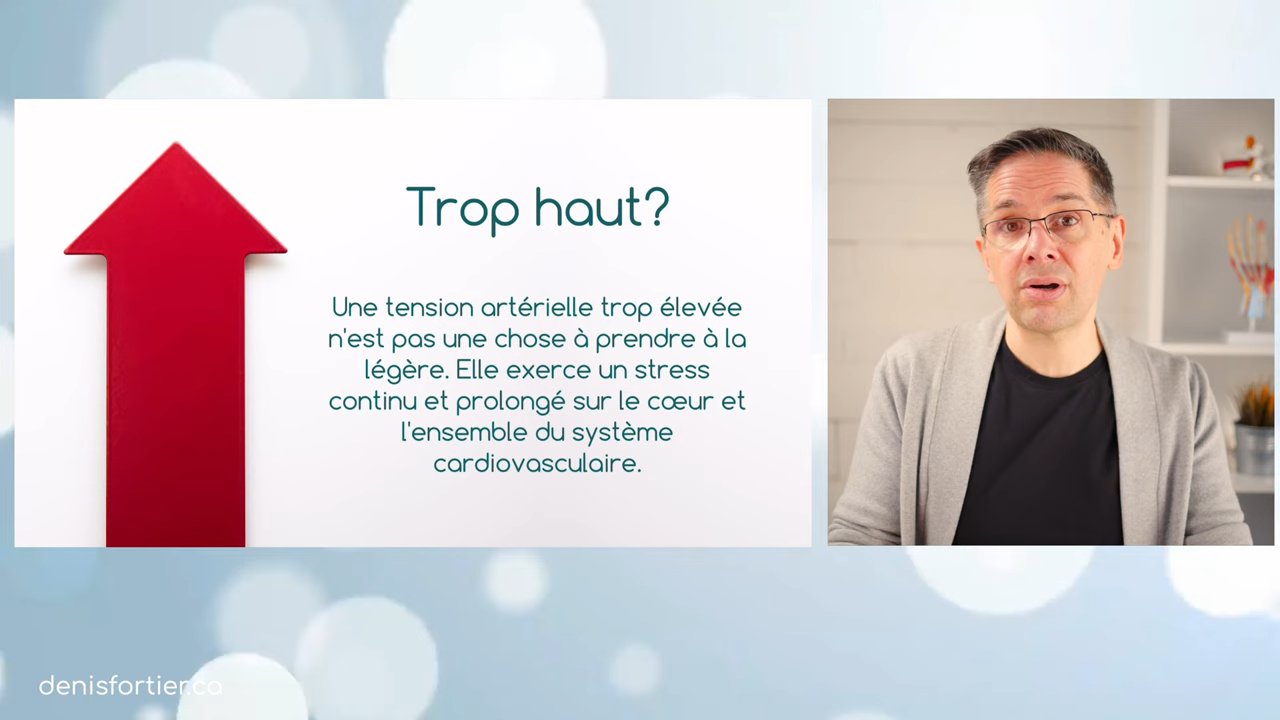 Trop haut?
Une tension artérielle trop élevée
n'est pas une chose à prendre à la
légère. Elle exerce un stress
continu et prolongé sur le cœur et
l'ensemble du système
cardiovasculaire.
denisfortier.ca